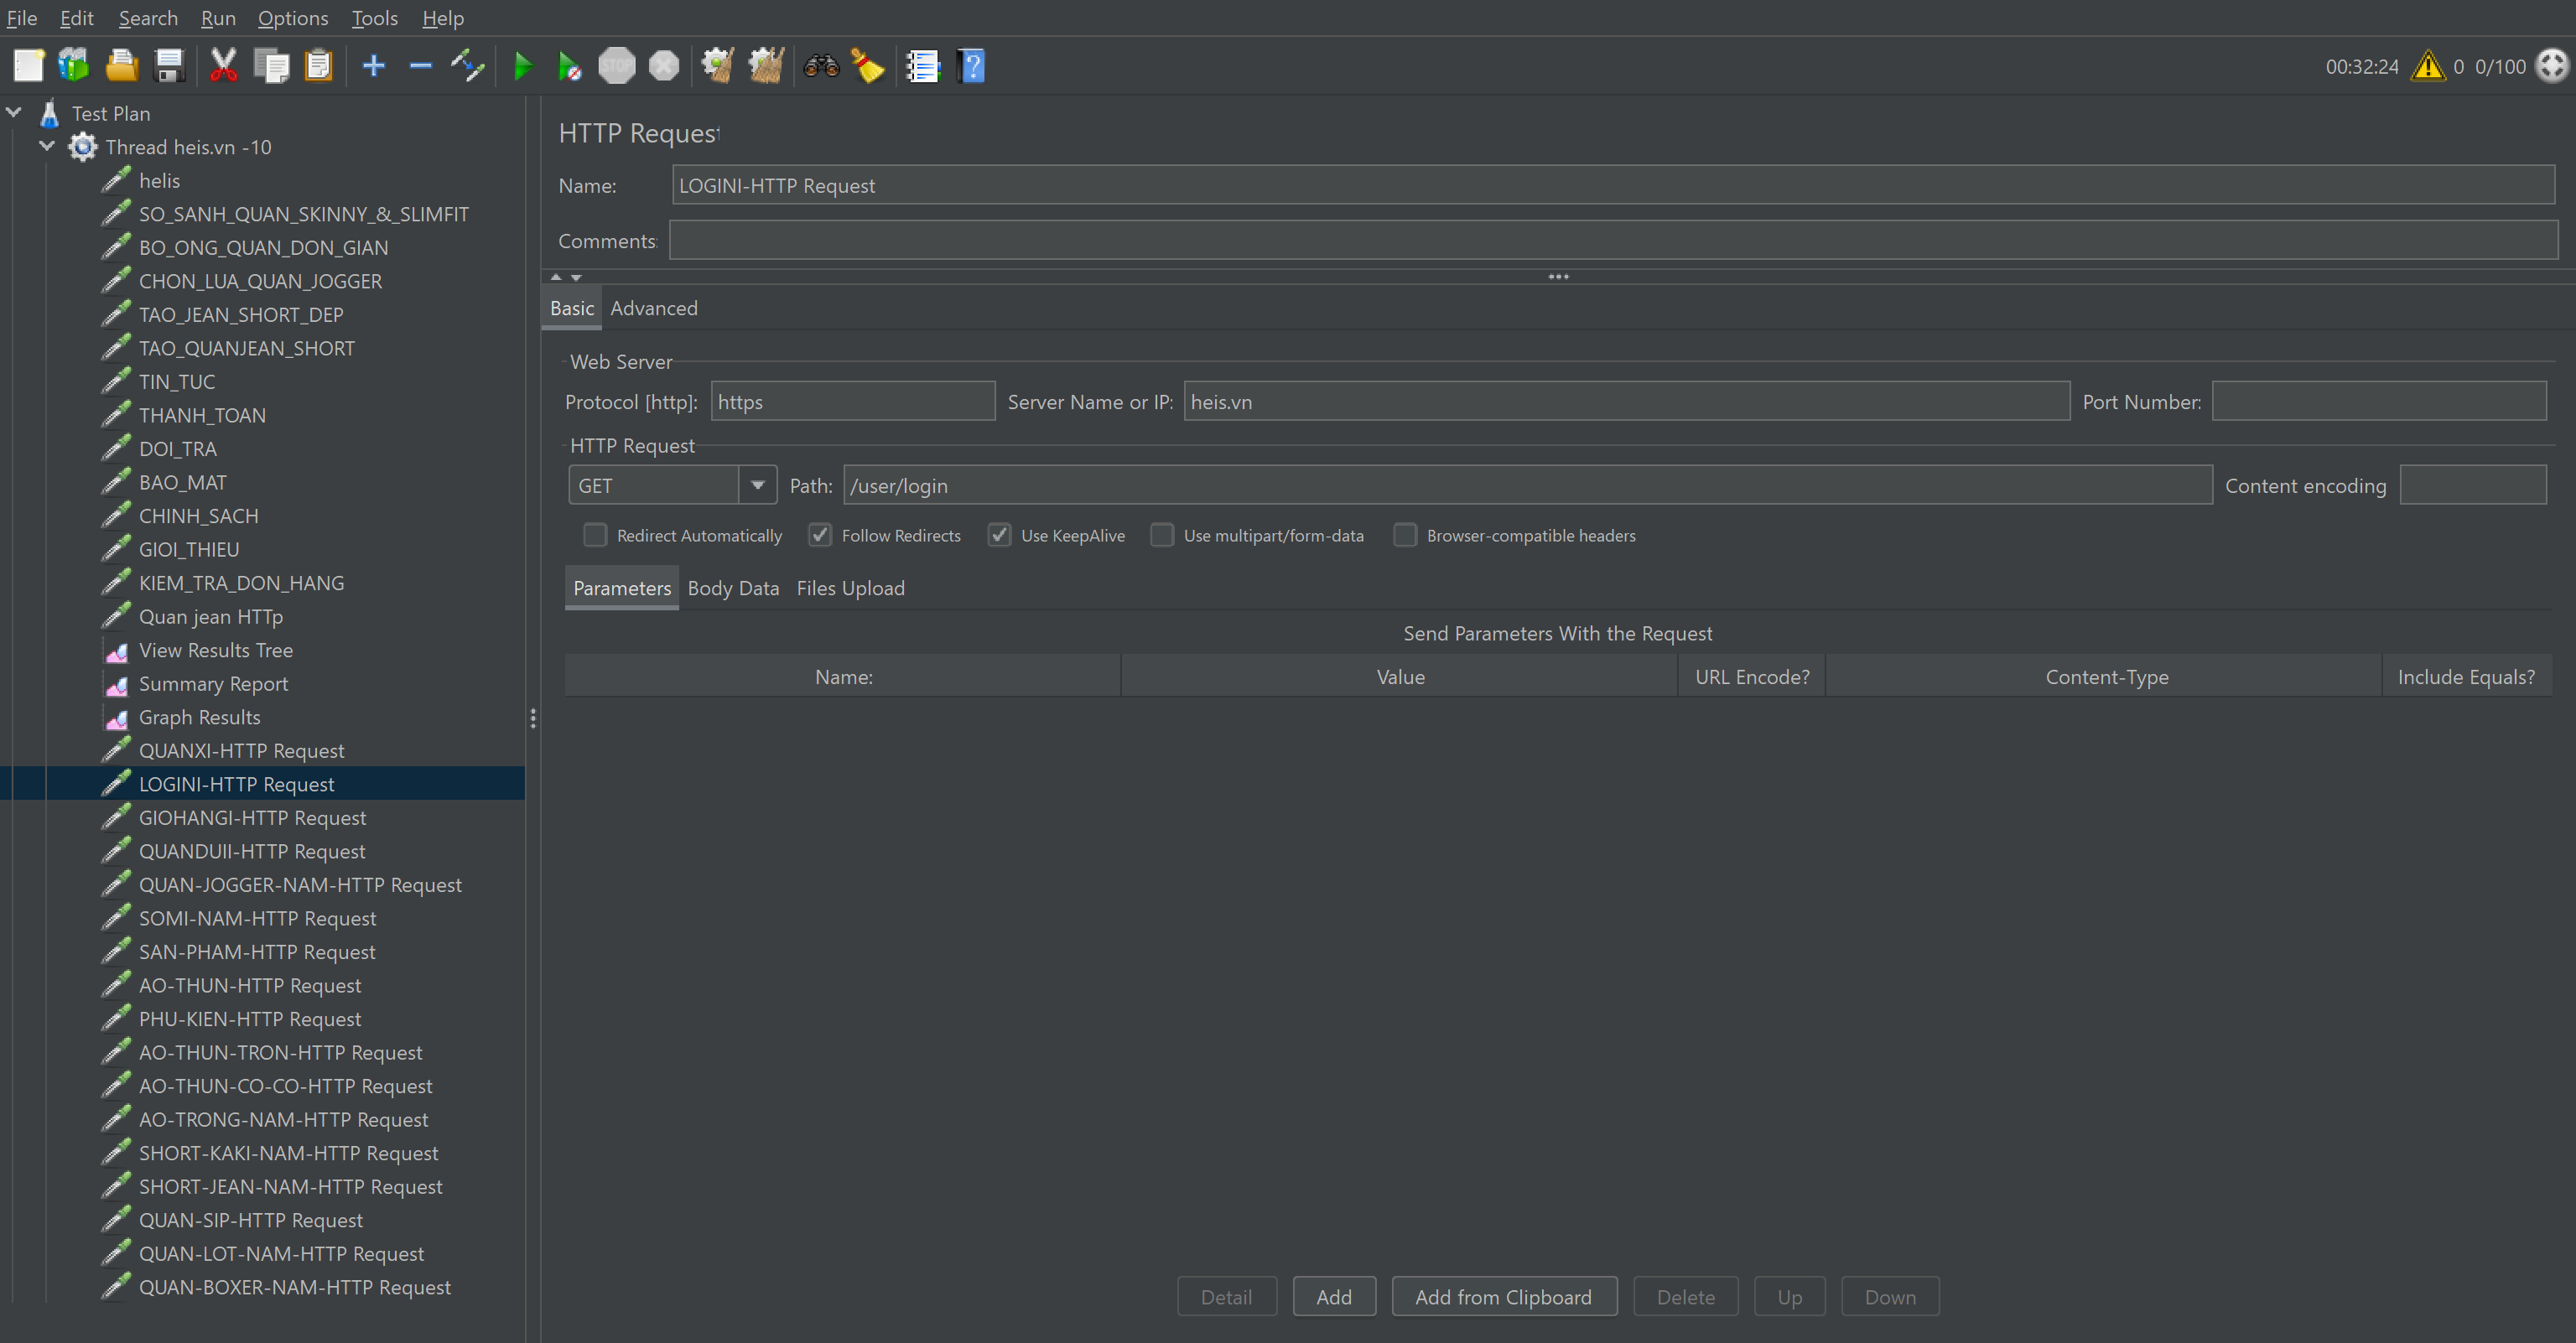 File Edit Search Run Options Tools Help
STOP
00:32:24 0 0/100
Test Plan
Thread heis.vn -10
helis
SO_SANH_QUAN_SKINNY_&_SLIMFIT
BO_ONG_QUAN_DON_GIAN
CHON_LUA_QUAN_JOGGER
TAO_JEAN_SHORT_DEP
TAO_QUANJEAN_SHORT
TIN_TUC
THANH_TOAN
DOI_TRA
BAO_MAT
CHINH_SACH
GIOI_THIEU
KIEM_TRA_DON_HANG
Quan jean HTTp
View Results Tree
Summary Report
Graph Results
QUANXI-HTTP Request
LOGINI-HTTP Request
GIOHANGI-HTTP Request
QUANDUII-HTTP Request
QUAN-JOGGER-NAM-HTTP Request
SOMI-NAM-HTTP Request
SAN-PHAM-HTTP Request
AO-THUN-HTTP Request
PHU-KIEN-HTTP Request
AO-THUN-TRON-HTTP Request
AO-THUN-CO-CO-HTTP Request
AO-TRONG-NAM-HTTP Request
SHORT-KAKI-NAM-HTTP Request
SHORT-JEAN-NAM-HTTP Request
QUAN-SIP-HTTP Request
QUAN-LOT-NAM-HTTP Request
QUAN-BOXER-NAM-HTTP Request
HTTP Request
Name: LOGINI-HTTP Request
Comments:
Basic Advanced
Web Server
Protocol [http]: https Server Name or IP: heis.vn Port Number:
HTTP Request
GET Path: /user/login Content encoding
Redirect Automatically Follow Redirects Use KeepAlive Use multipart/form-data Browser-compatible headers
Parameters Body Data Files Upload
Send Parameters With the Request
Name: Value URL Encode? Content-Type Include Equals?
Detail Add Add from Clipboard Delete Up Down